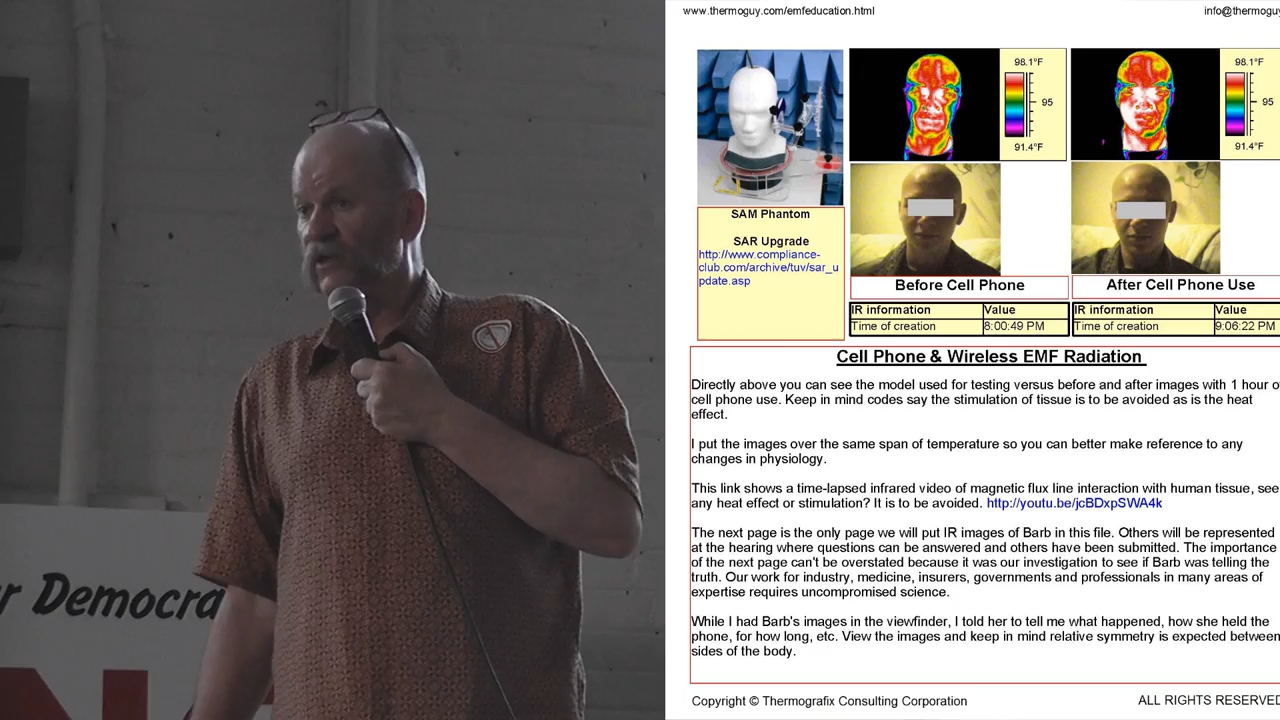 www.thermoguy.com/emfeducation.html
info@thermoguy
98.1°F
95
91.4°F
98.1°F
95
91.4°F
SAM Phantom
SAR Upgrade
http://www.compliance-
club.com/archive/tuv/sar_u
pdate.asp
Before Cell Phone
After Cell Phone Use
IR information Value
Time of creation 8:00:49 PM
IR information Value
Time of creation 9:06:22 PM
Cell Phone & Wireless EMF Radiation
Directly above you can see the model used for testing versus before and after images with 1 hour of
cell phone use. Keep in mind codes say the stimulation of tissue is to be avoided as is the heat
effect.
I put the images over the same span of temperature so you can better make reference to any
changes in physiology.
This link shows a time-lapsed infrared video of magnetic flux line interaction with human tissue, see
any heat effect or stimulation? It is to be avoided. http://youtu.be/jcBDxpSWA4k
The next page is the only page we will put IR images of Barb in this file. Others will be represented
at the hearing where questions can be answered and others have been submitted. The importance
of the next page can't be overstated because it was our investigation to see if Barb was telling the
truth. Our work for industry, medicine, insurers, governments and professionals in many areas of
expertise requires uncompromised science.
While I had Barb's images in the viewfinder, I told her to tell me what happened, how she held the
phone, for how long, etc. View the images and keep in mind relative symmetry is expected between
sides of the body.
Copyright © Thermografix Consulting Corporation
ALL RIGHTS RESERVED
r Democra